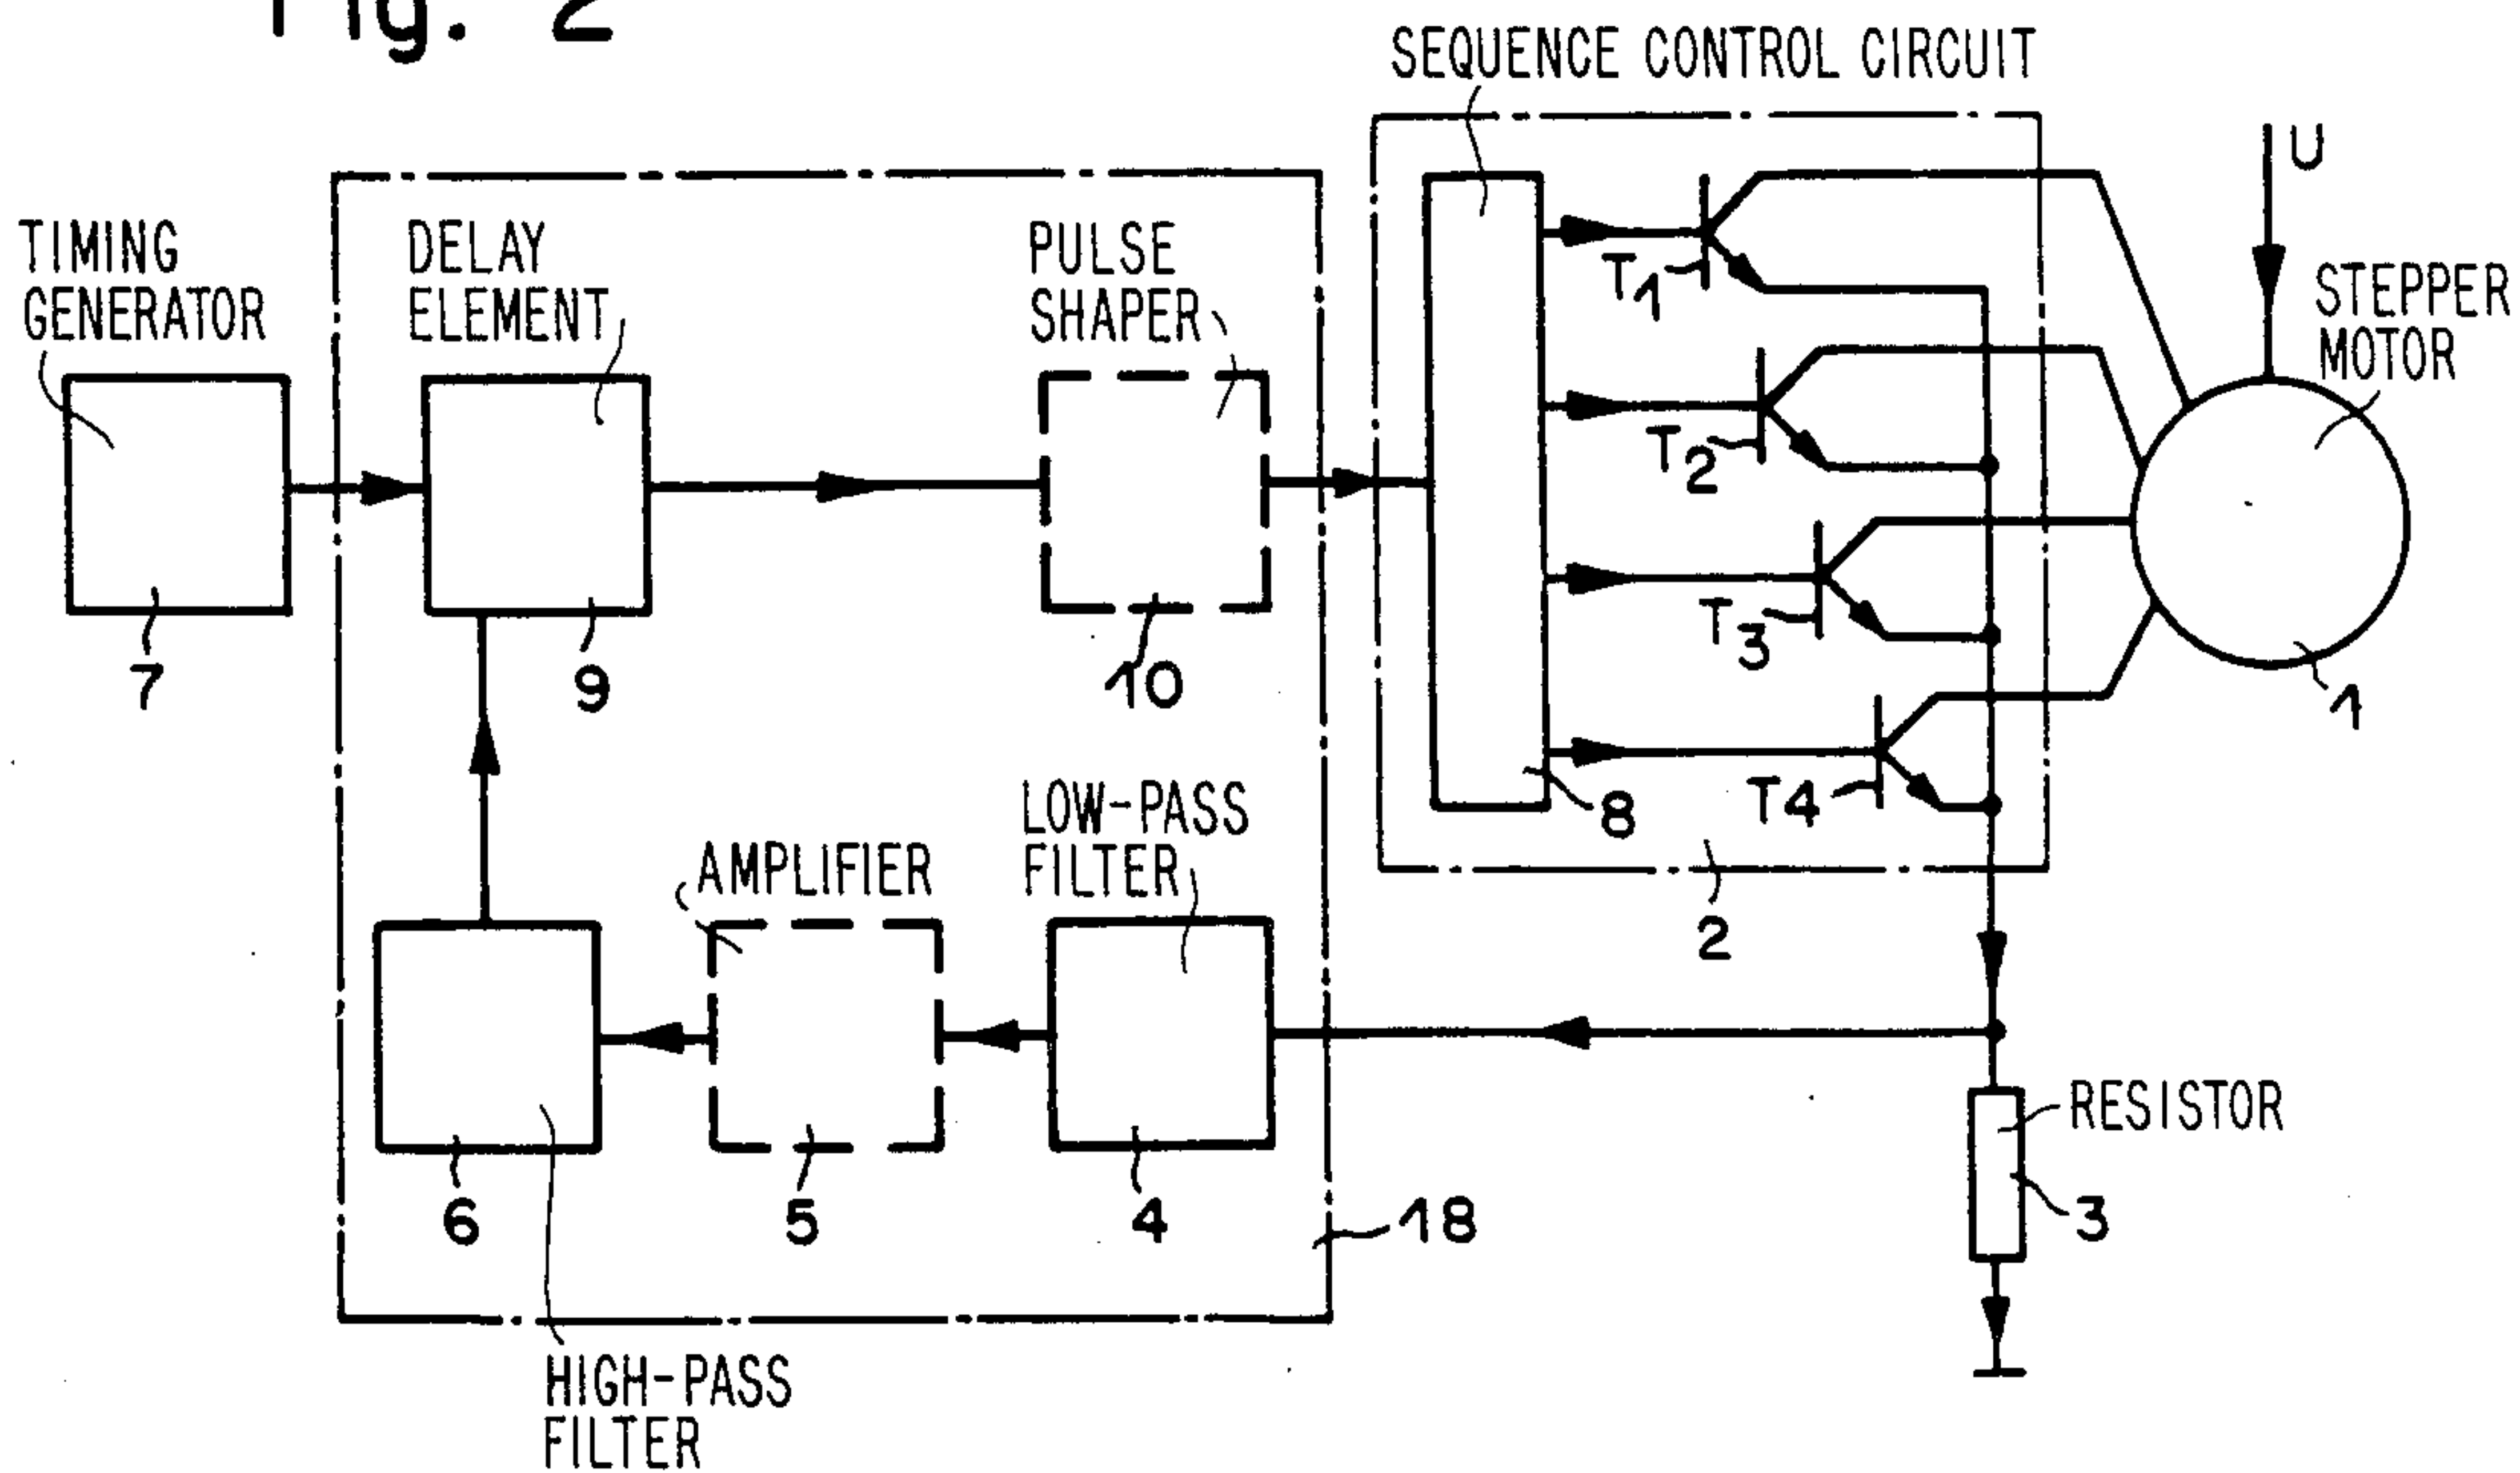 Fig. 2
SEQUENCE CONTROL CIRCUIT
U
TIMING
GENERATOR
DELAY
ELEMENT
PULSE
SHAPER
STEPPER
MOTOR
T1
T2
T3
T4
7
9
10
1
8
2
LOW-PASS
FILTER
AMPLIFIER
RESISTOR
6
5
4
18
3
HIGH-PASS
FILTER